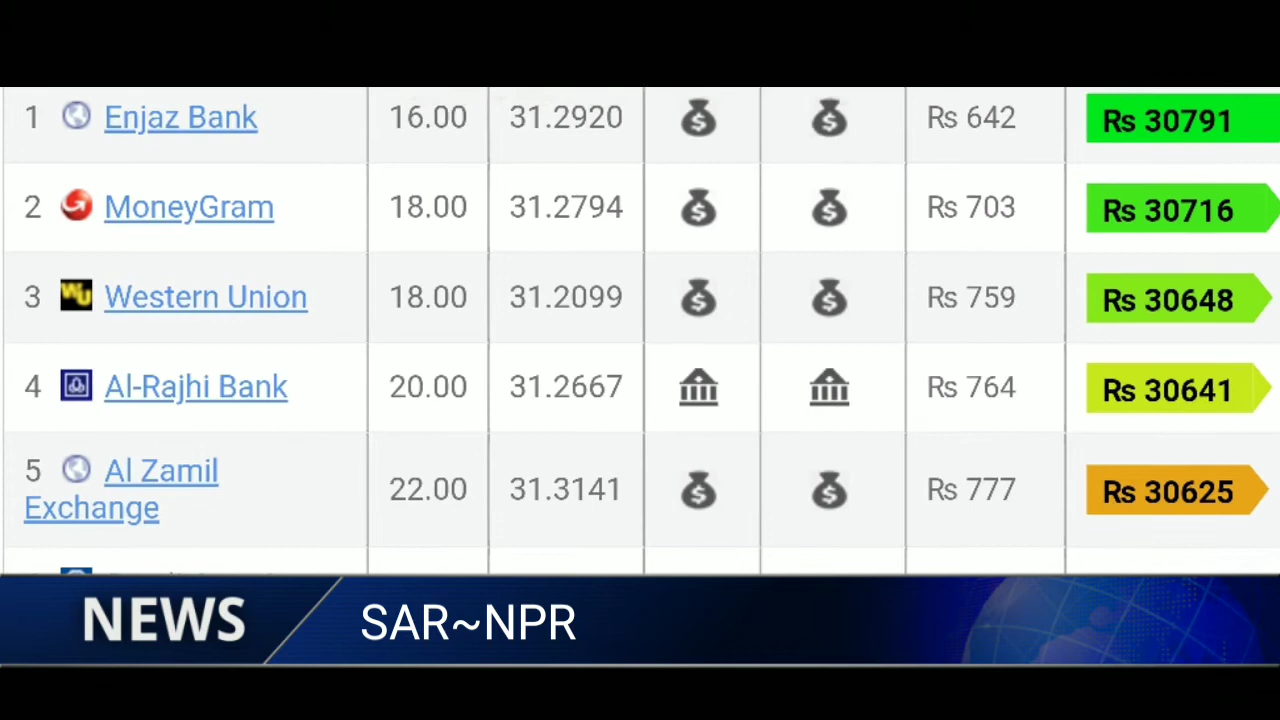 1 Enjaz Bank 16.00 31.2920 Rs 642 Rs 30791
2 MoneyGram 18.00 31.2794 Rs 703 Rs 30716
3 WU Western Union 18.00 31.2099 Rs 759 Rs 30648
4 Al-Rajhi Bank 20.00 31.2667 Rs 764 Rs 30641
5 Al Zamil
Exchange 22.00 31.3141 Rs 777 Rs 30625
NEWS SAR~NPR